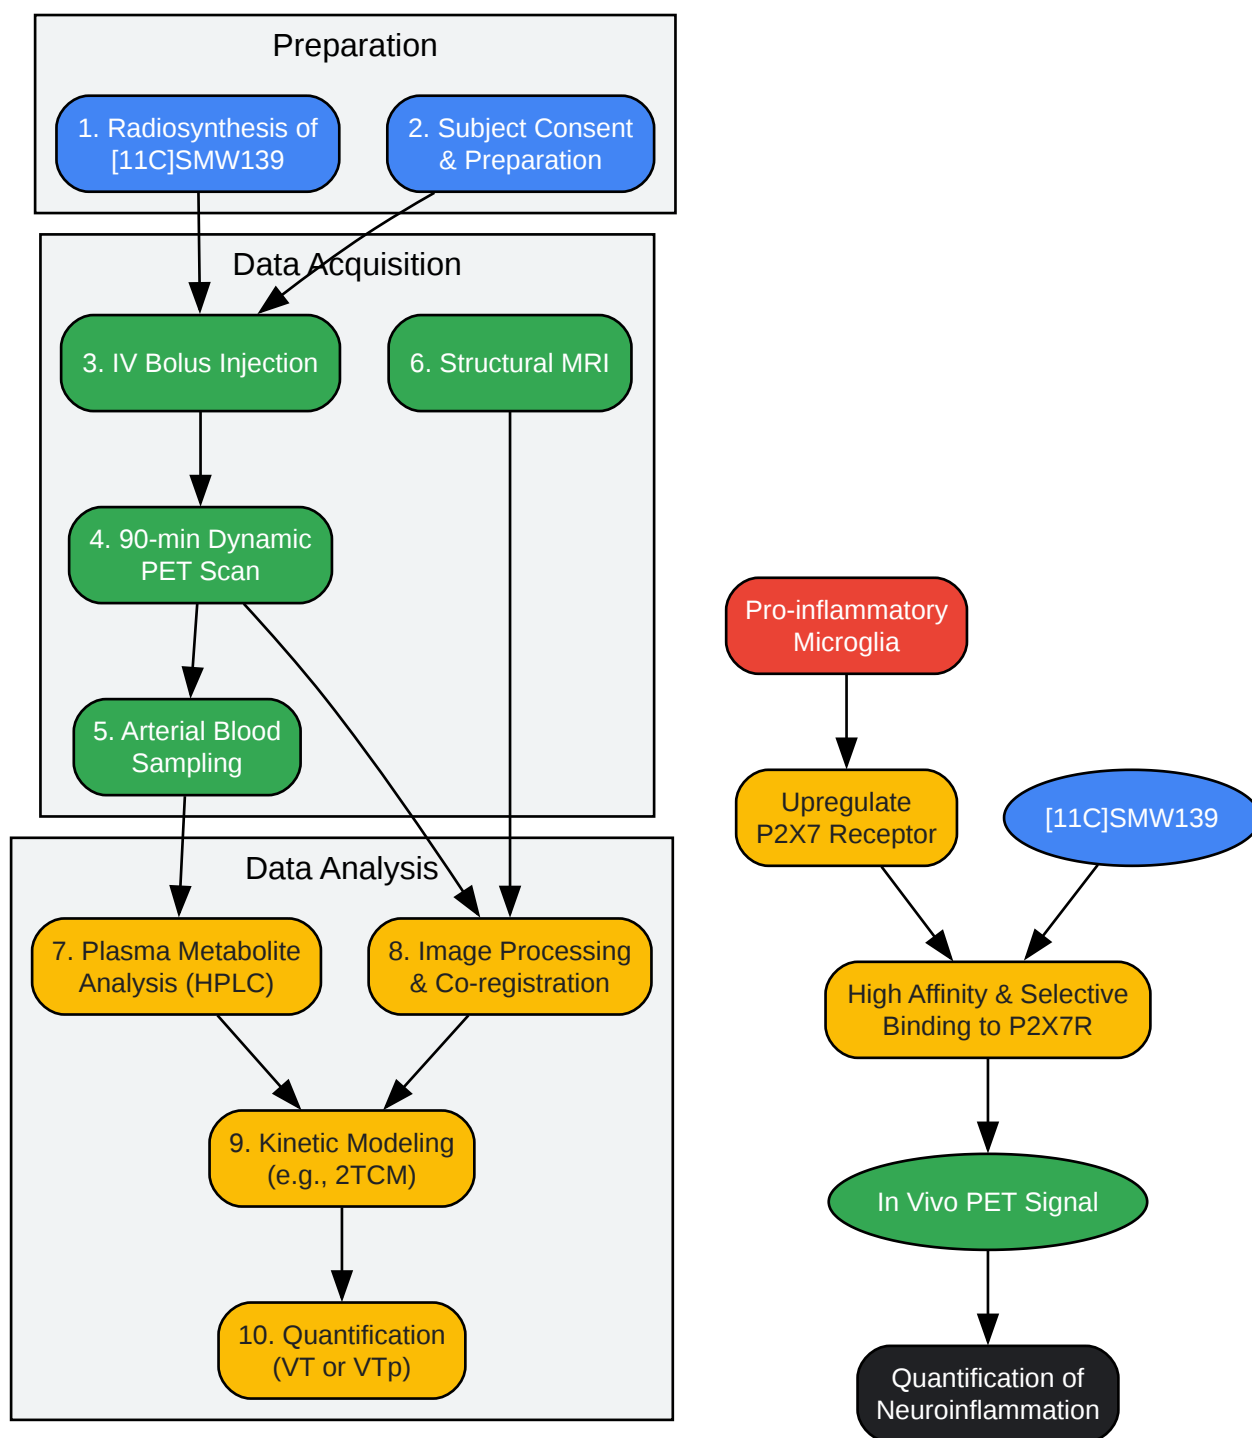 Preparation
1. Radiosynthesis of
[11C]SMW139
2. Subject Consent
& Preparation
Data Acquisition
3. IV Bolus Injection
6. Structural MRI
4. 90-min Dynamic
PET Scan
5. Arterial Blood
Sampling
Data Analysis
7. Plasma Metabolite
Analysis (HPLC)
8. Image Processing
& Co-registration
9. Kinetic Modeling
(e.g., 2TCM)
10. Quantification
(VT or VTp)
Pro-inflammatory
Microglia
Upregulate
P2X7 Receptor
[11C]SMW139
High Affinity & Selective
Binding to P2X7R
In Vivo PET Signal
Quantification of
Neuroinflammation